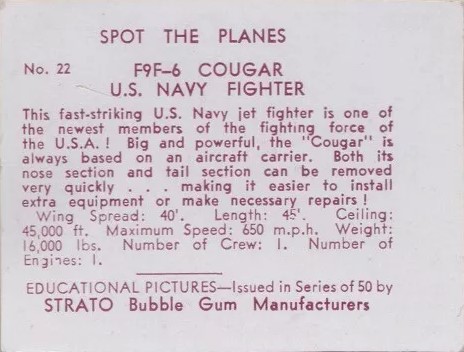 SPOT THE PLANES
No. 22 F9F-6 COUGAR
U.S. NAVY FIGHTER
This fast-striking U.S. Navy jet fighter is one of
the newest members of the fighting force of
the U.S.A.! Big and powerful, the "Cougar" is
always based on an aircraft carrier. Both its
nose section and tail section can be removed
very quickly . . . making it easier to install
extra equipment or make necessary repairs!
Wing Spread: 40'. Length: 45'. Ceiling:
45,000 ft. Maximum Speed: 650 m.p.h. Weight:
16,000 lbs. Number of Crew: 1. Number of
Engines: 1.
EDUCATIONAL PICTURES—Issued in Series of 50 by
STRATO Bubble Gum Manufacturers